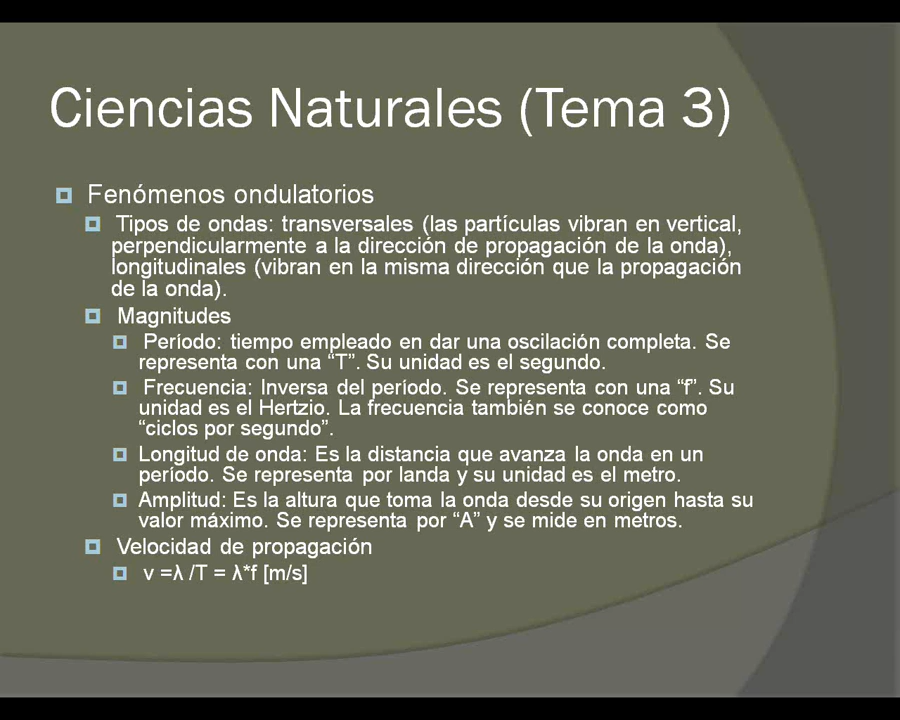 Ciencias Naturales (Tema 3)
Fenómenos ondulatorios
Tipos de ondas: transversales (las partículas vibran en vertical,
perpendicularmente a la dirección de propagación de la onda),
longitudinales (vibran en la misma dirección que la propagación
de la onda).
Magnitudes
Período: tiempo empleado en dar una oscilación completa. Se
representa con una “T”. Su unidad es el segundo.
Frecuencia: Inversa del período. Se representa con una “f”. Su
unidad es el Hertzio. La frecuencia también se conoce como
“ciclos por segundo”.
Longitud de onda: Es la distancia que avanza la onda en un
período. Se representa por landa y su unidad es el metro.
Amplitud: Es la altura que toma la onda desde su origen hasta su
valor máximo. Se representa por “A” y se mide en metros.
Velocidad de propagación
v =λ /T = λ*f [m/s]